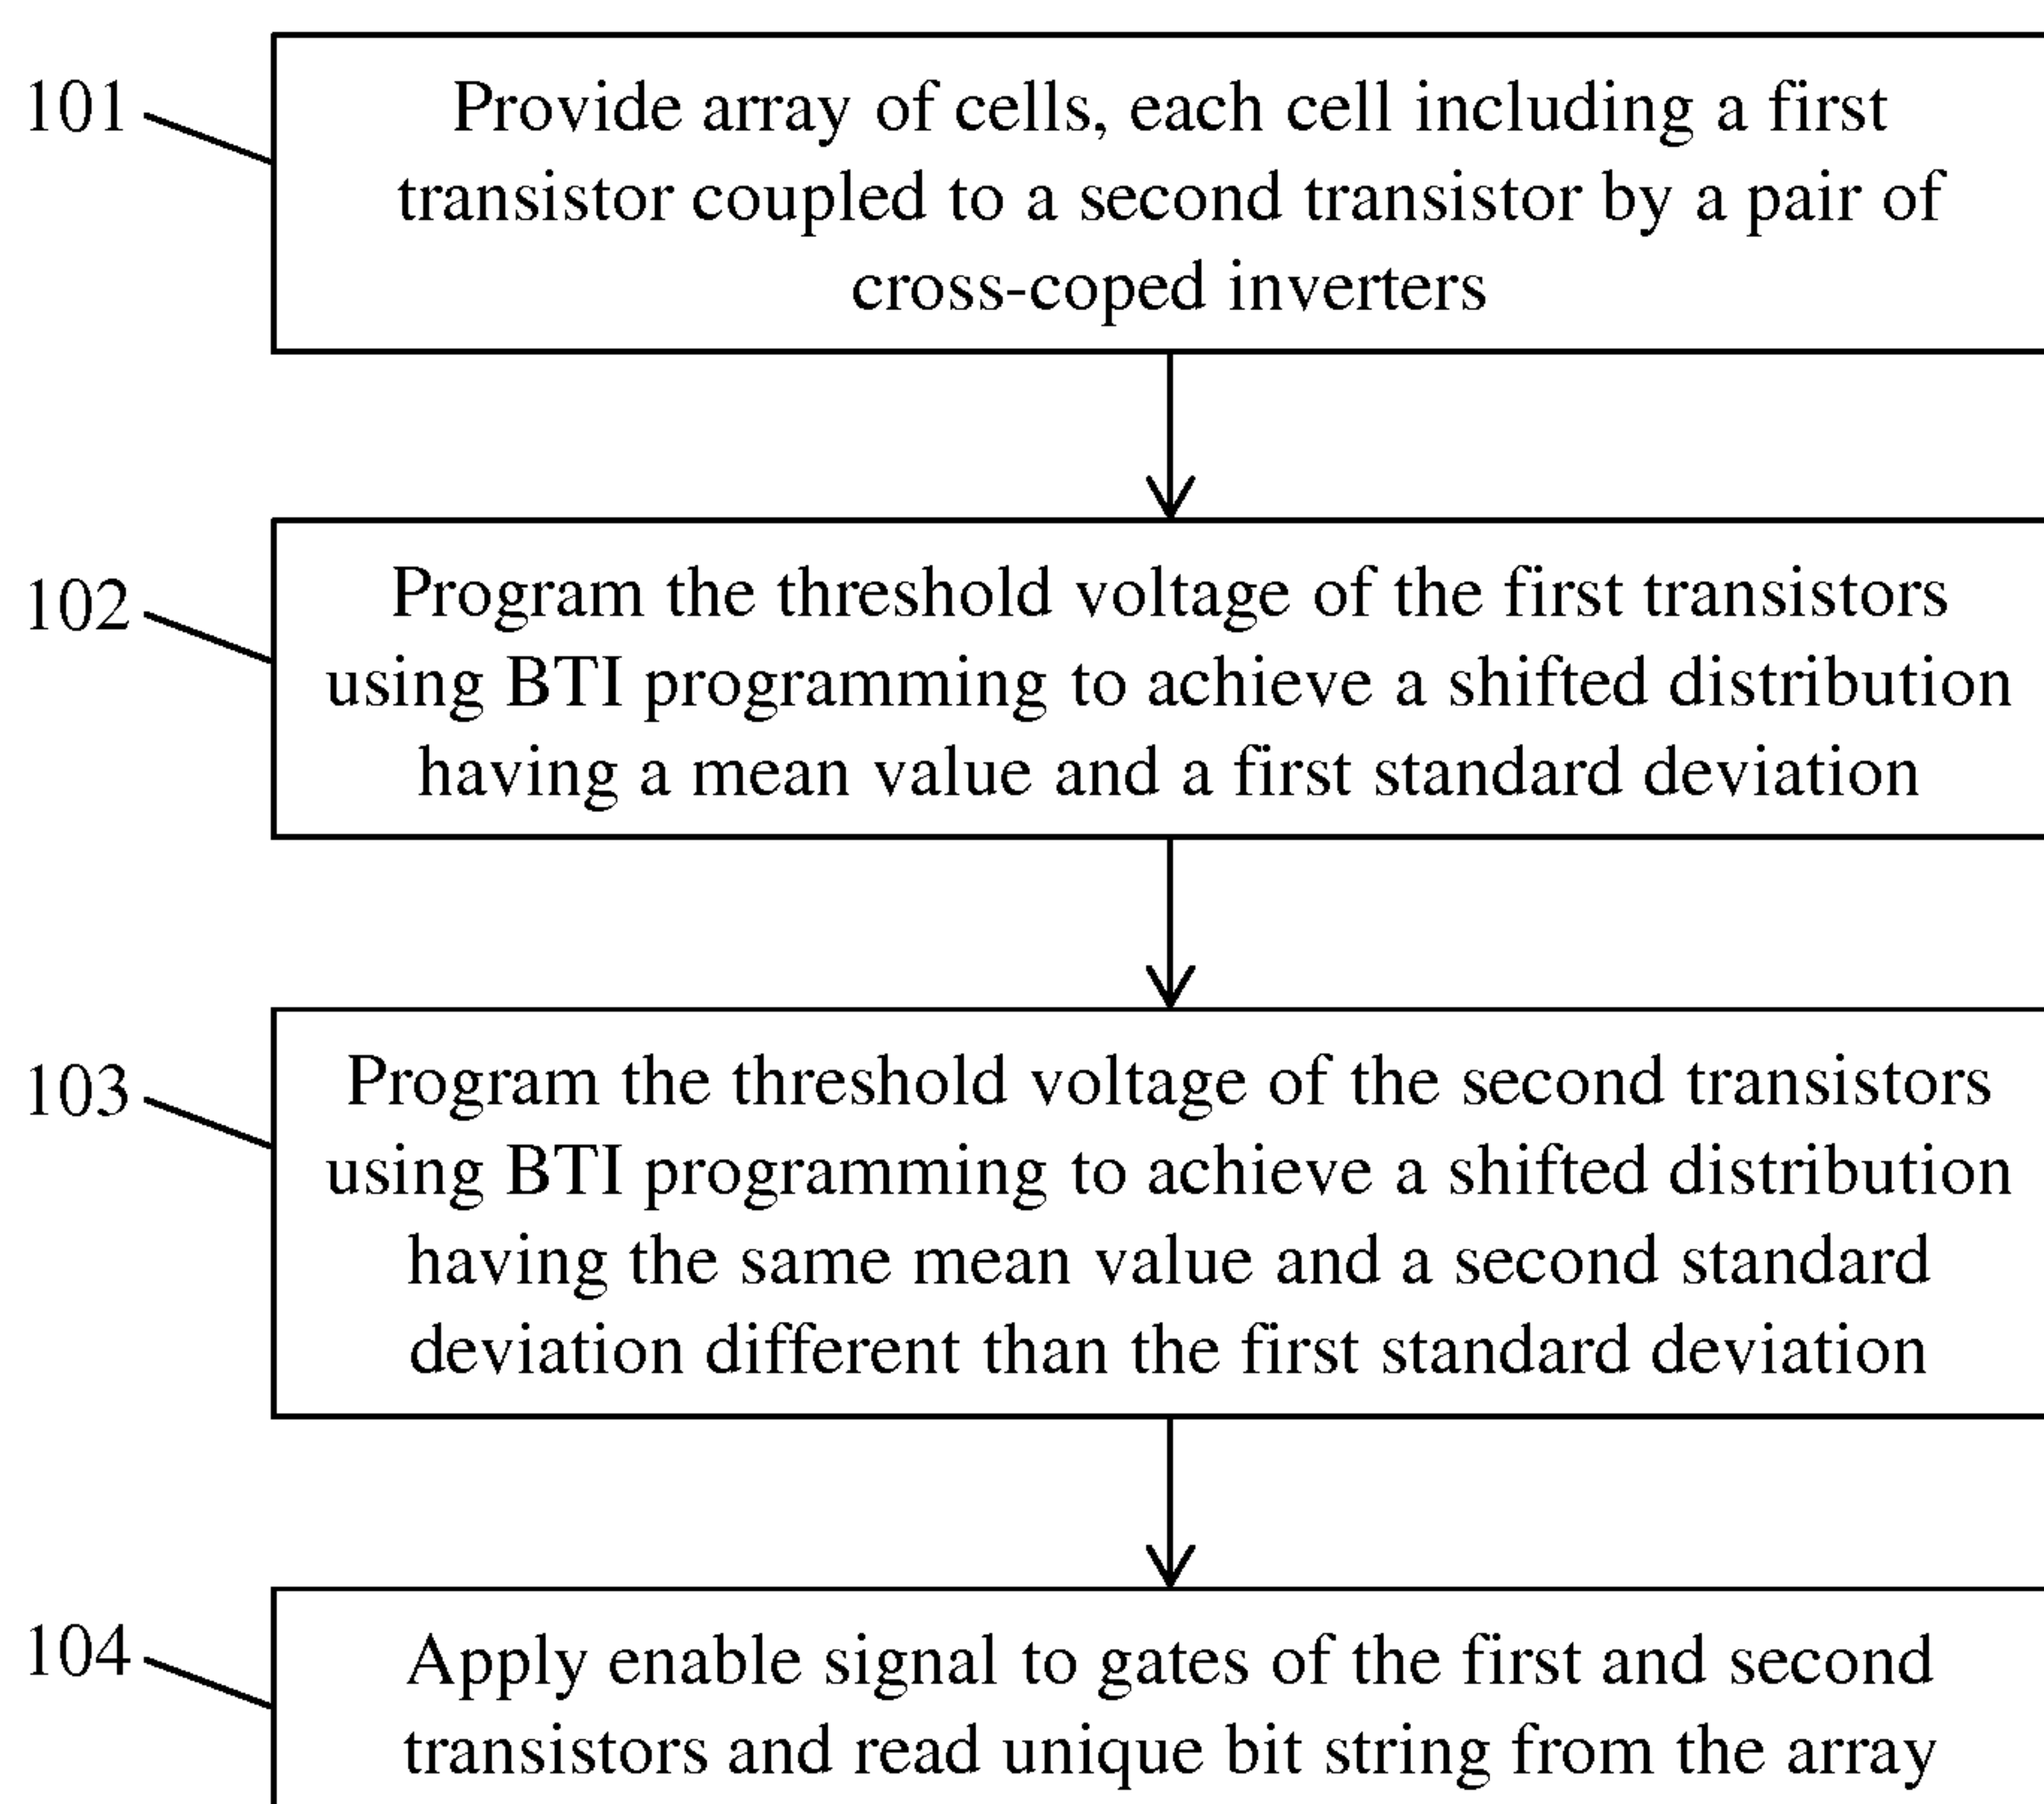 101
Provide array of cells, each cell including a first
transistor coupled to a second transistor by a pair of
cross-coped inverters
102
Program the threshold voltage of the first transistors
using BTI programming to achieve a shifted distribution
having a mean value and a first standard deviation
103
Program the threshold voltage of the second transistors
using BTI programming to achieve a shifted distribution
having the same mean value and a second standard
deviation different than the first standard deviation
104
Apply enable signal to gates of the first and second
transistors and read unique bit string from the array